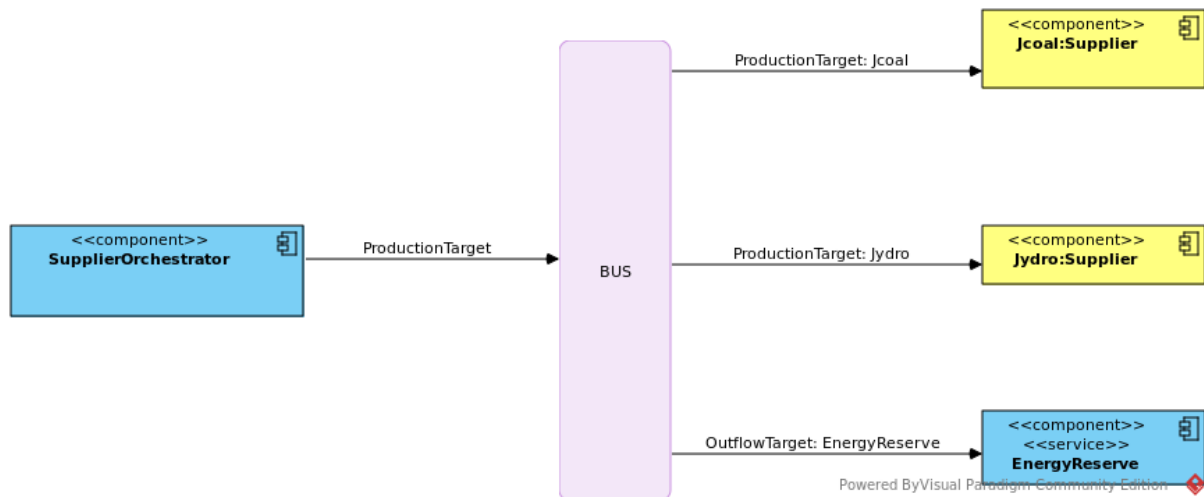 <<component>>
Jcoal:Supplier
ProductionTarget: Jcoal
<<component>>
SupplierOrchestrator
ProductionTarget
BUS
ProductionTarget: Jydro
<<component>>
Jydro:Supplier
OutflowTarget: EnergyReserve
<<component>>
<<service>>
EnergyReserve
Powered ByVisual Paradigm Community Edition